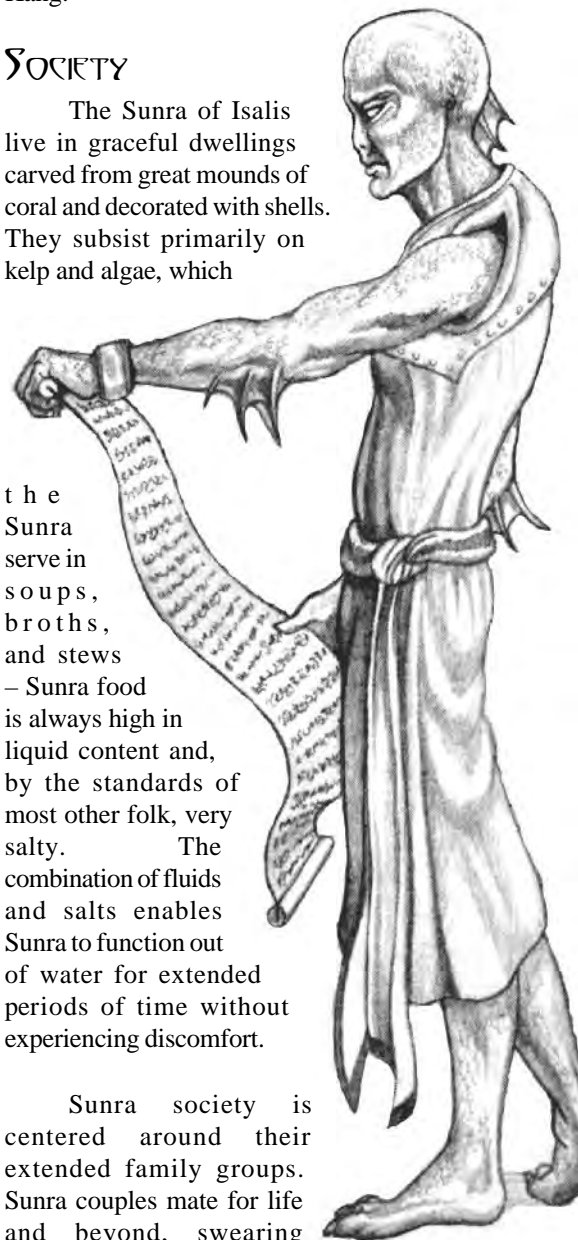 SOCIETY
The Sunra of Isalis
live in graceful dwellings
carved from great mounds of
coral and decorated with shells.
They subsist primarily on
kelp and algae, which
the
Sunra
serve in
soups,
broths,
and stews
– Sunra food
is always high in
liquid content and,
by the standards of
most other folk, very
salty. The
combination of fluids
and salts enables
Sunra to function out
of water for extended
periods of time without
experiencing discomfort.
Sunra society is
centered around their
extended family groups.
Sunra couples mate for life
and beyond, swearing